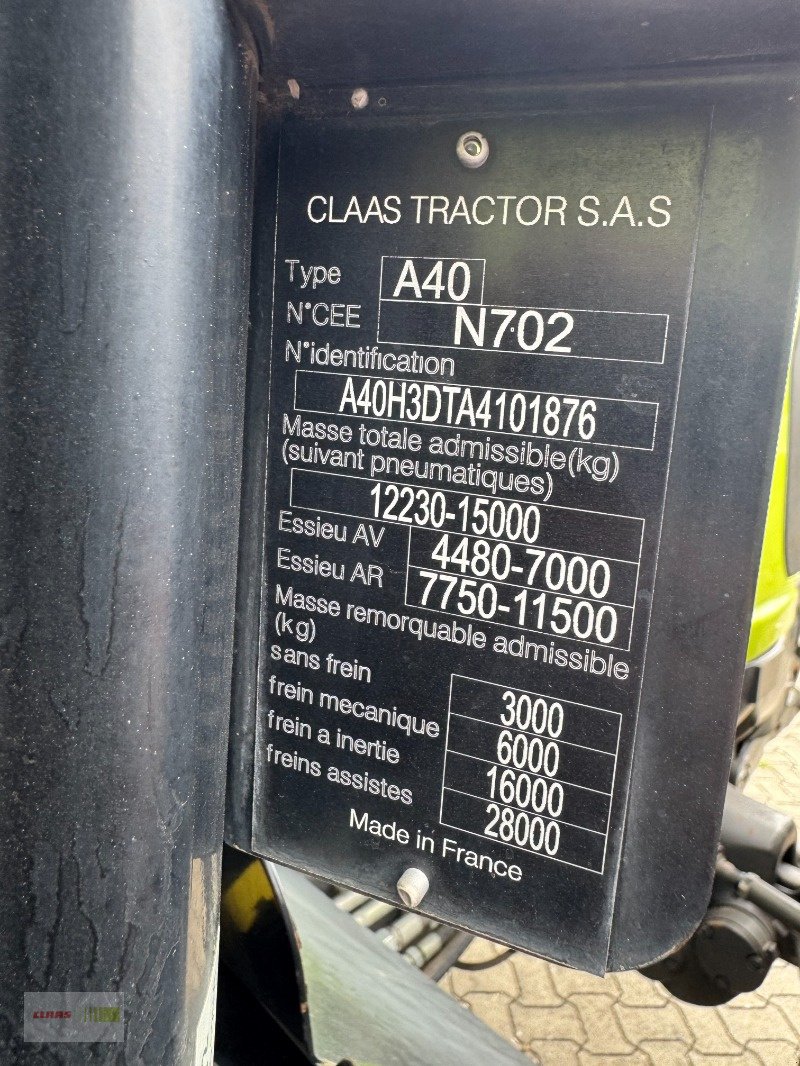 CLAAS TRACTOR S.A.S
Type A40
N°CEE N702
N°identification
A40H3DTA4101876
Masse totale admissible(kg)
(suivant pneumatiques)
12230-15000
Essieu AV 4480-7000
Essieu AR 7750-11500
Masse remorquable admissible
(kg)
sans frein 3000
frein mecanique 6000
frein a inertie 16000
freins assistes 28000
Made in France
CLAAS